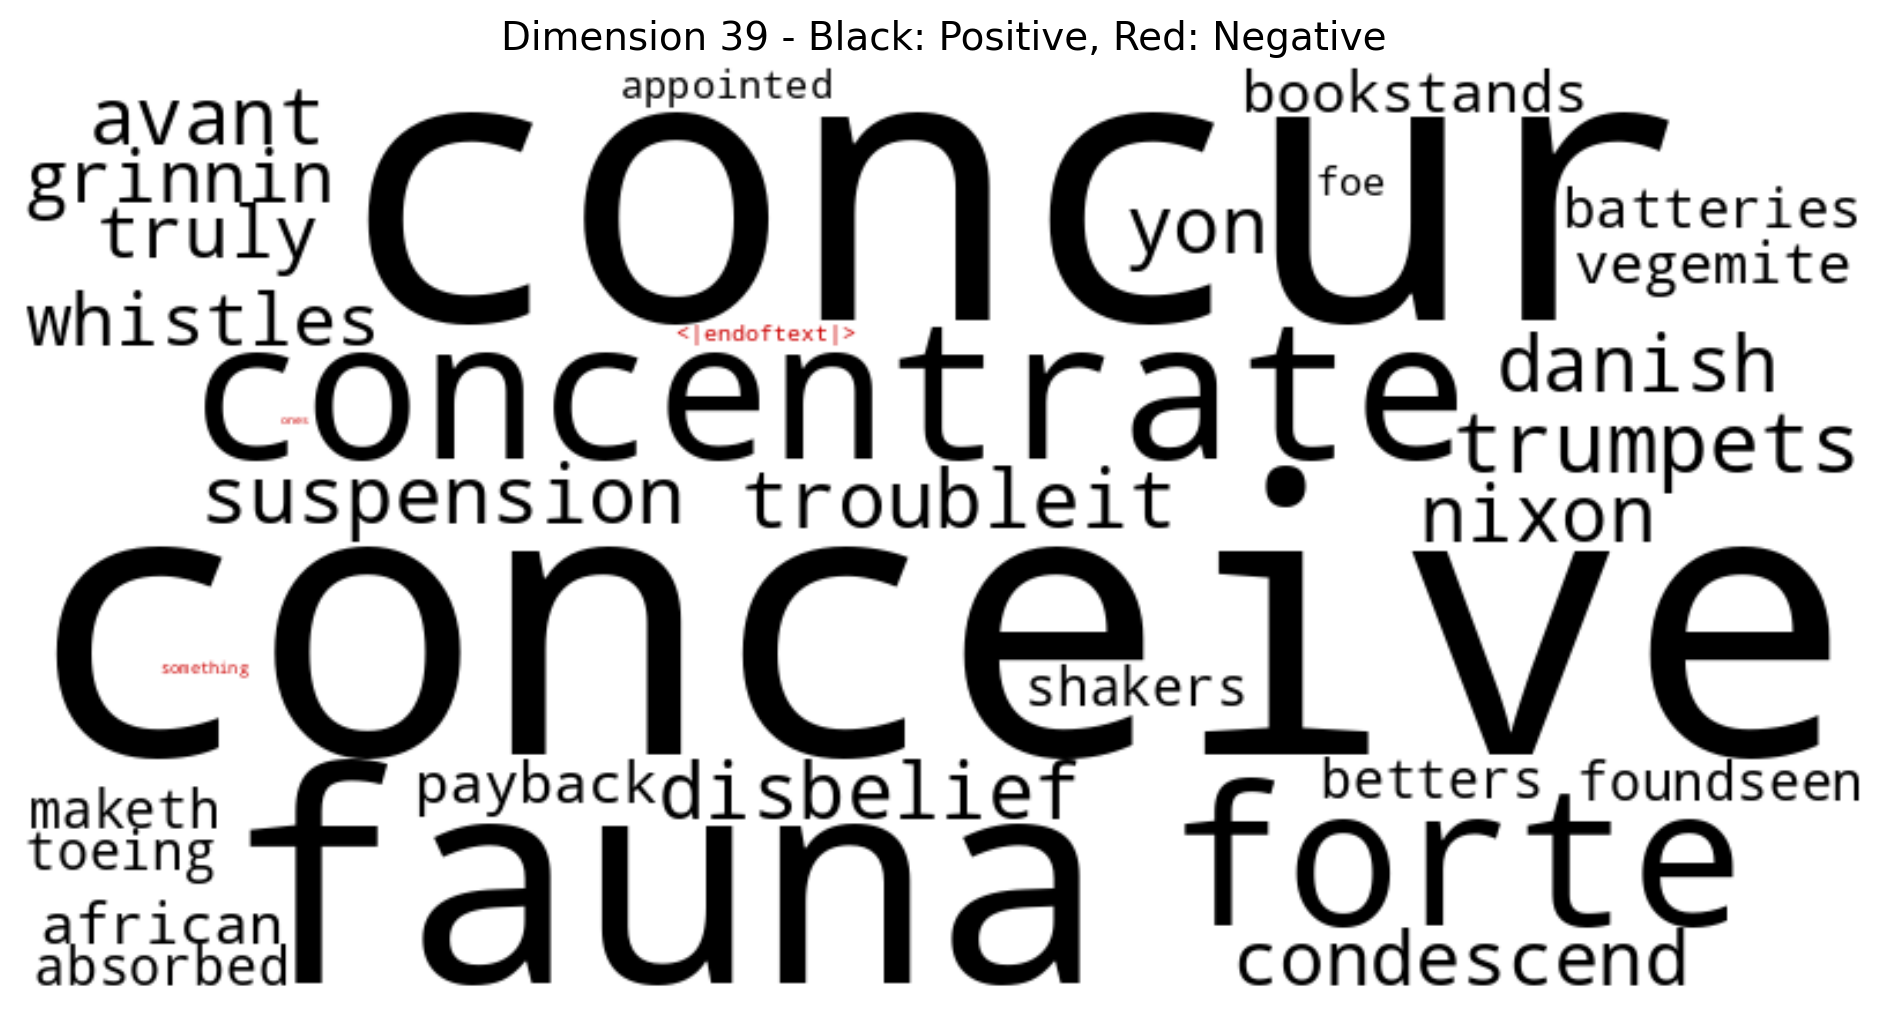 Dimension 39 - Black: Positive, Red: Negative
appointed
bookstands
avant
concur
grinnin
foe
yon
batteries
truly
vegemite
whistles
<|endoftext|>
concentrate
danish
ones
trumpets
suspension
troubleit
nixon
conceive
something
shakers
payback
disbelief
betters
foundseen
maketh
toeing
fauna
forte
african
absorbed
condescend